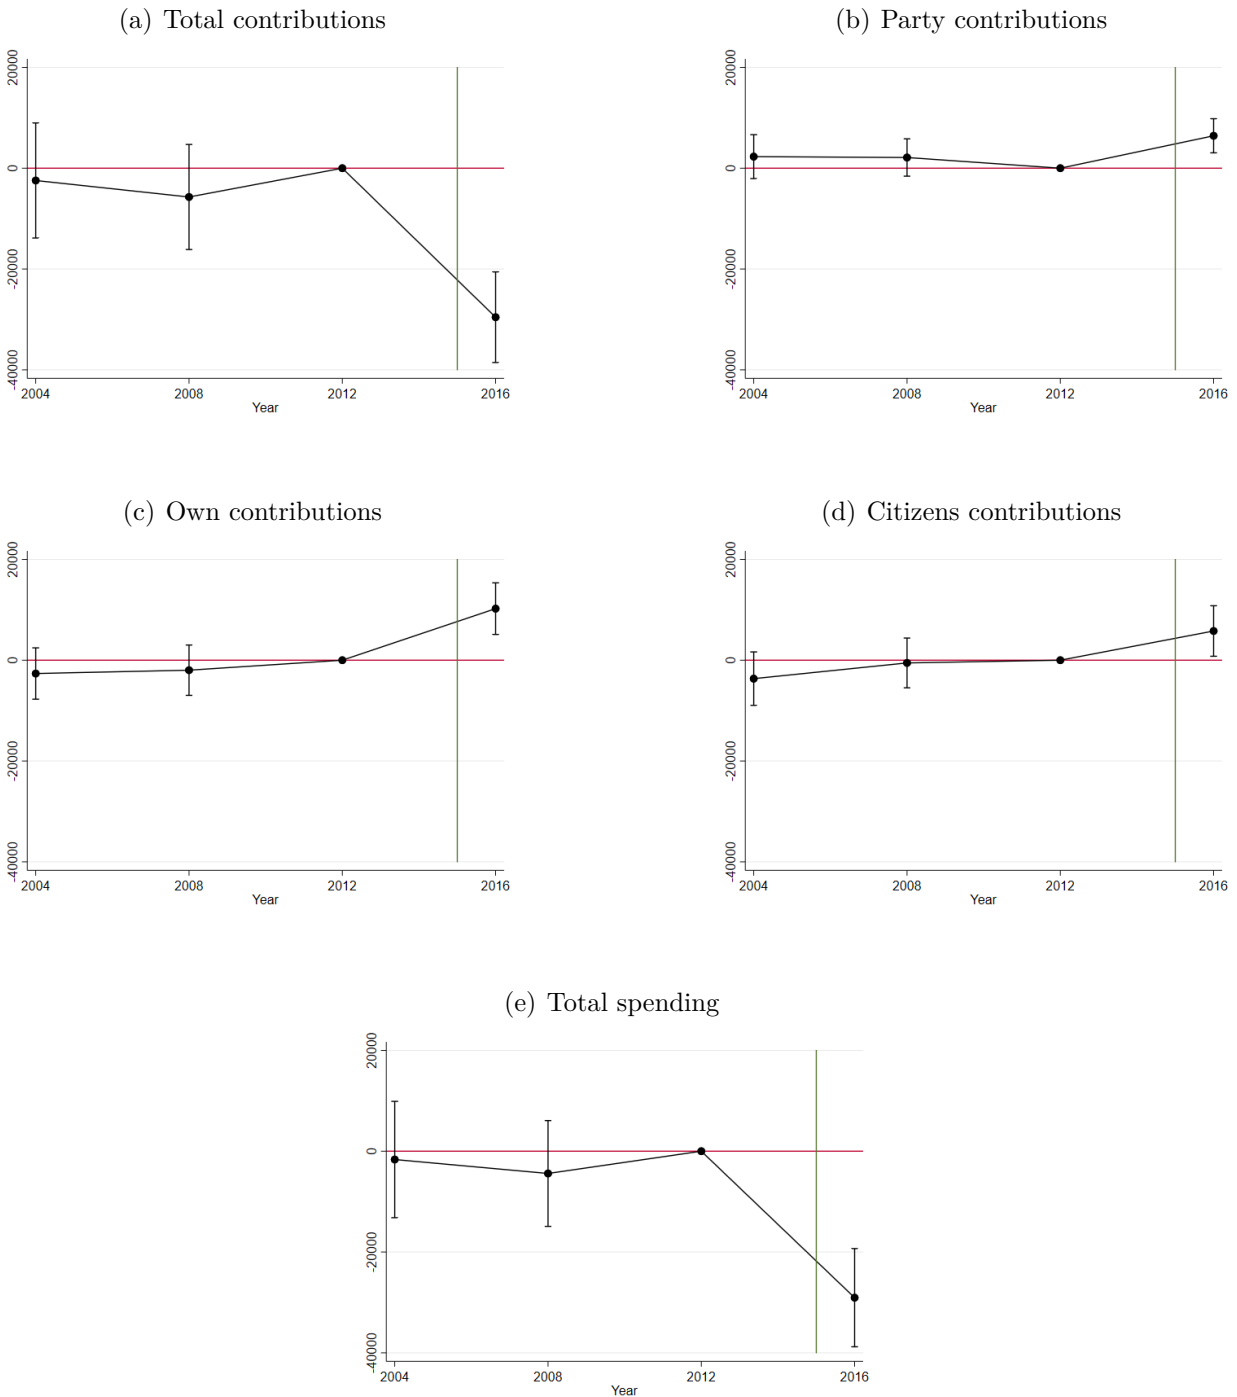 (a) Total contributions
20000
0
-20000
-40000
2004 2008 2012 2016
Year
(b) Party contributions
20000
0
-20000
-40000
2004 2008 2012 2016
Year
(c) Own contributions
20000
0
-20000
-40000
2004 2008 2012 2016
Year
(d) Citizens contributions
20000
0
-20000
-40000
2004 2008 2012 2016
Year
(e) Total spending
20000
0
-20000
-40000
2004 2008 2012 2016
Year